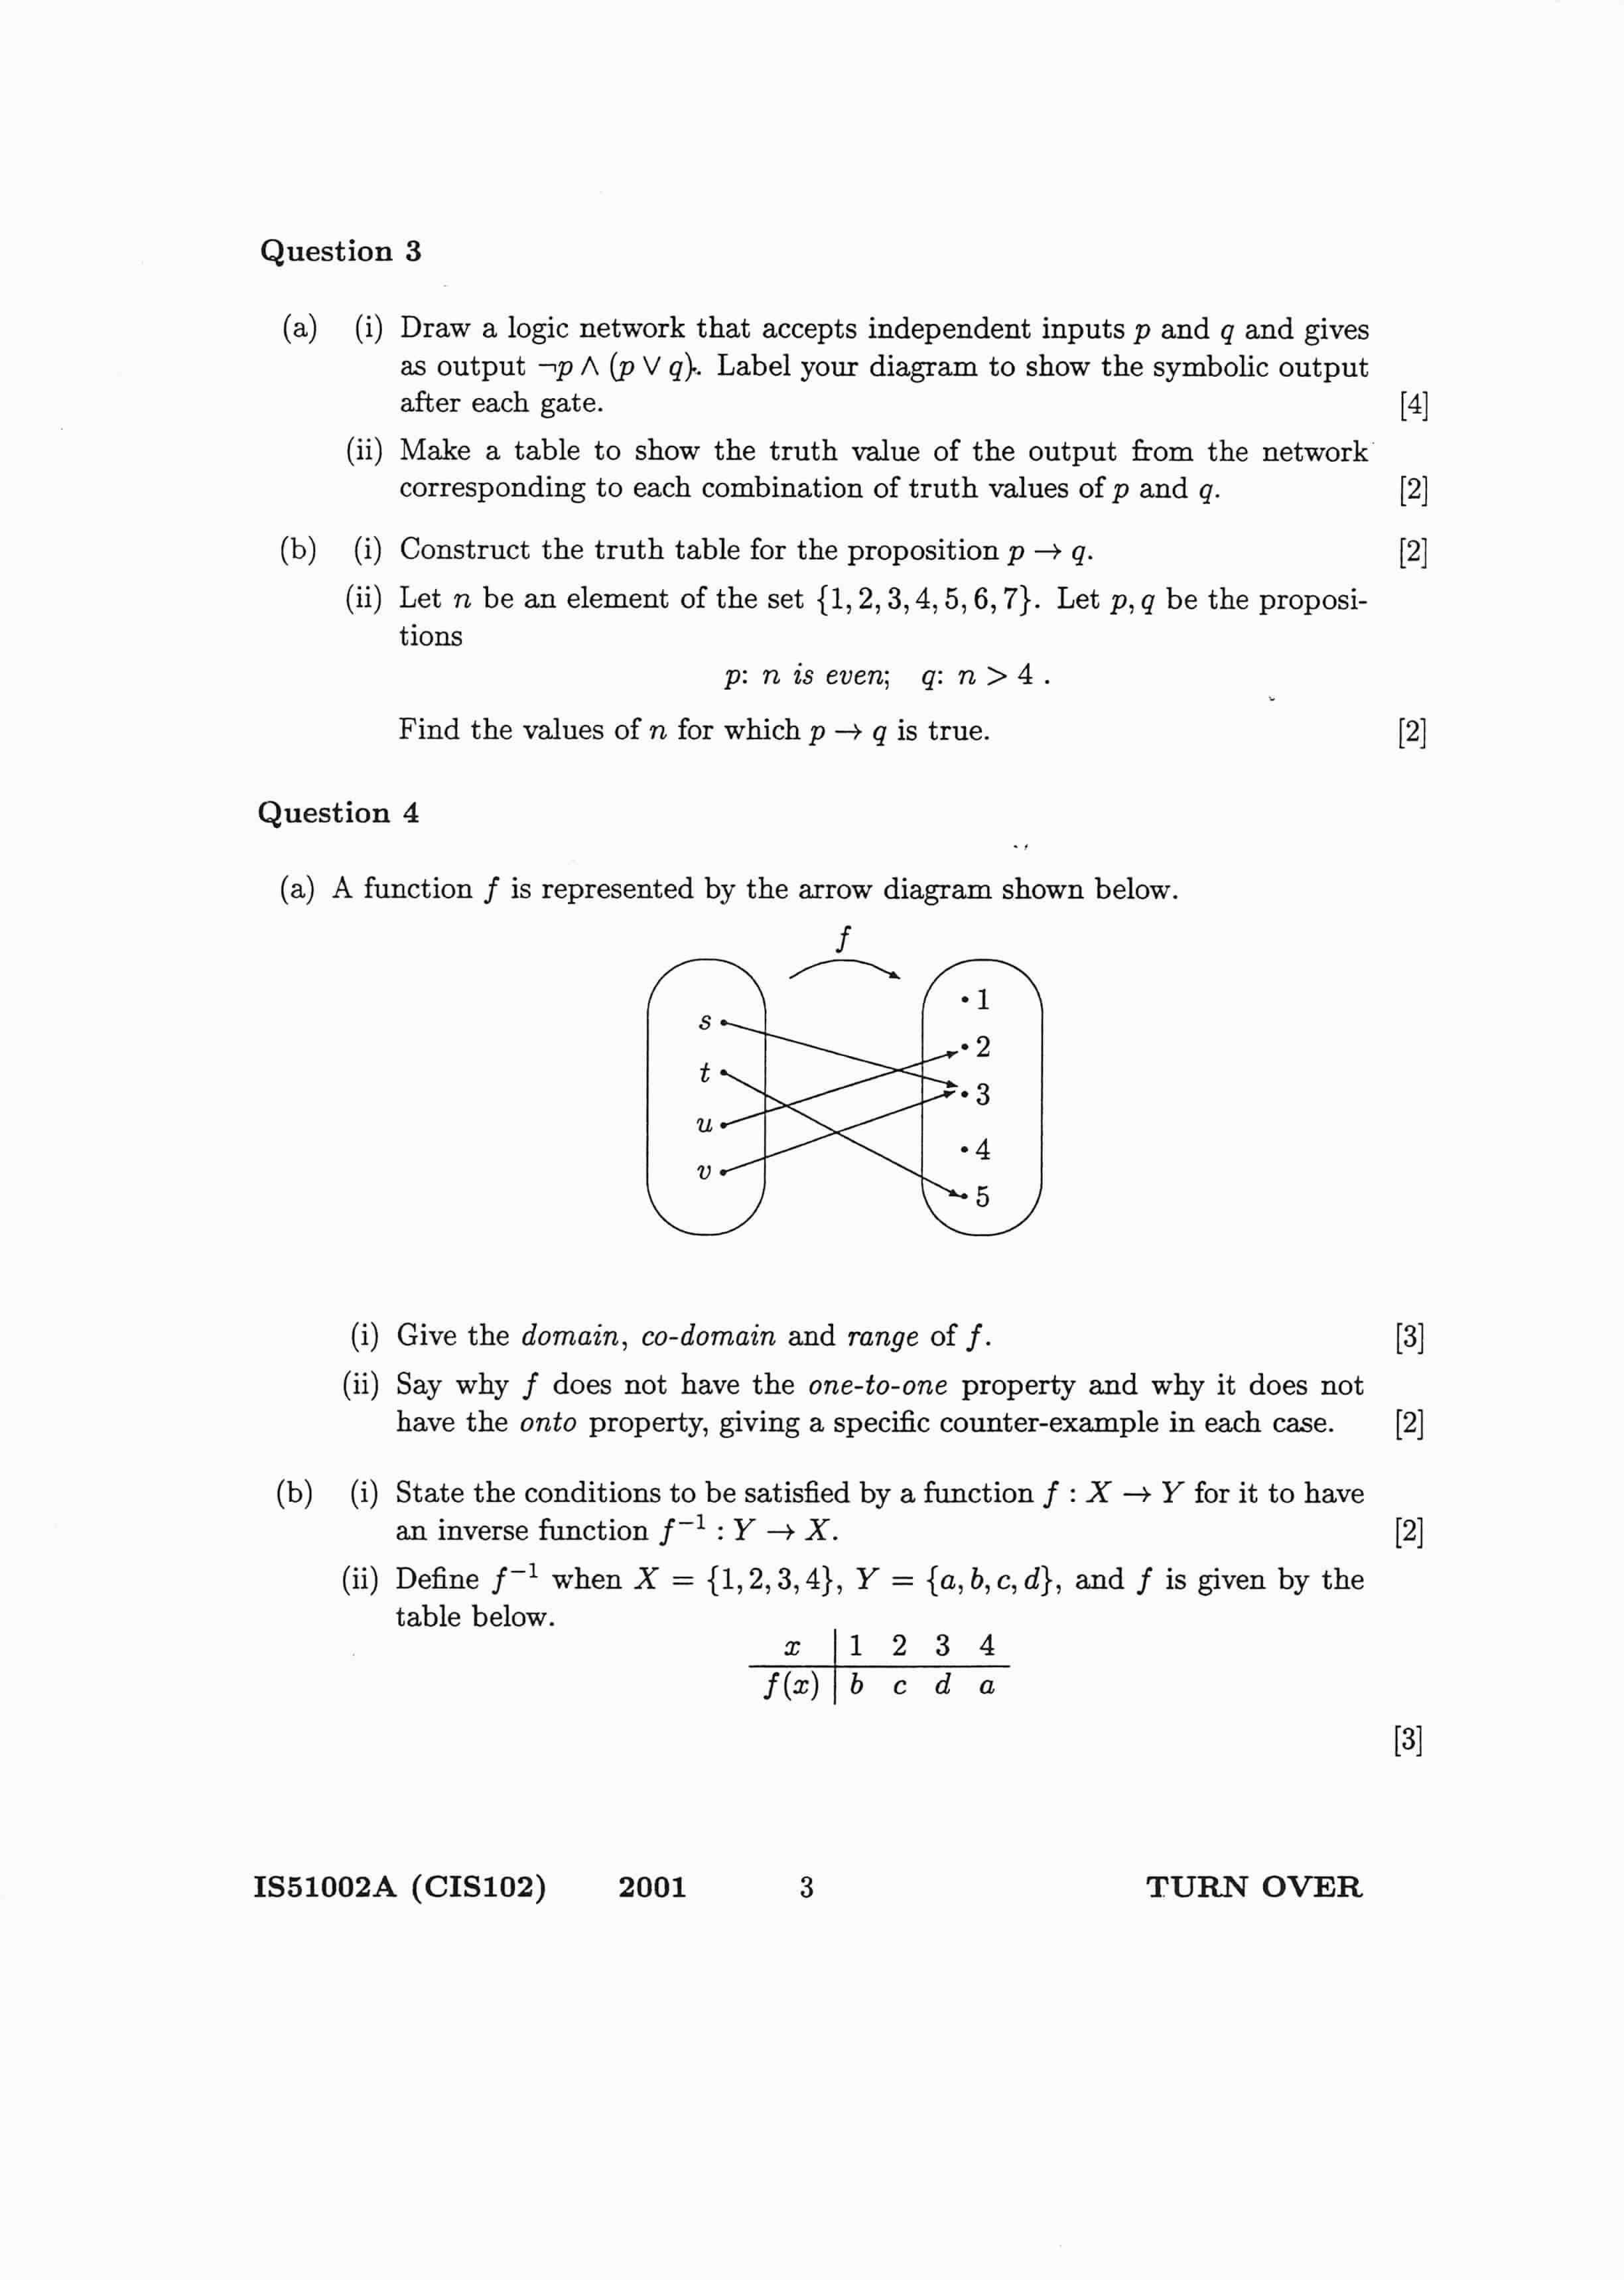 Question 3
(a) (i) Draw a logic network that accepts independent inputs p and q and gives
as output ¬p ∧ (p ∨ q). Label your diagram to show the symbolic output
after each gate. [4]
(ii) Make a table to show the truth value of the output from the network
corresponding to each combination of truth values of p and q. [2]
(b) (i) Construct the truth table for the proposition p → q. [2]
(ii) Let n be an element of the set {1, 2, 3, 4, 5, 6, 7}. Let p, q be the proposi-
tions
p: n is even; q: n > 4 .
Find the values of n for which p → q is true. [2]
Question 4
(a) A function f is represented by the arrow diagram shown below.
f
s
t
u
v
1
2
3
4
5
(i) Give the domain, co-domain and range of f. [3]
(ii) Say why f does not have the one-to-one property and why it does not
have the onto property, giving a specific counter-example in each case. [2]
(b) (i) State the conditions to be satisfied by a function f : X → Y for it to have
an inverse function f⁻¹ : Y → X. [2]
(ii) Define f⁻¹ when X = {1, 2, 3, 4}, Y = {a, b, c, d}, and f is given by the
table below.
x 1 2 3 4
f(x) b c d a
[3]
IS51002A (CIS102) 2001 3 TURN OVER